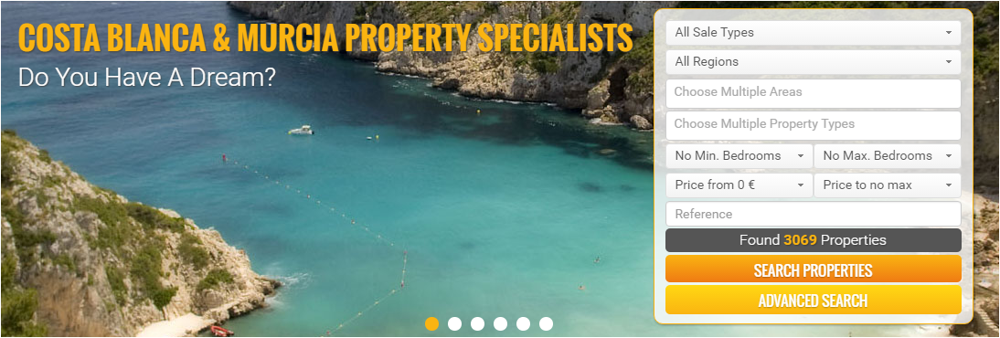 COSTA BLANCA & MURCIA PROPERTY SPECIALISTS
Do You Have A Dream?
All Sale Types
All Regions
Choose Multiple Areas
Choose Multiple Property Types
No Min. Bedrooms No Max. Bedrooms
Price from 0 € Price to no max
Reference
Found 3069 Properties
SEARCH PROPERTIES
ADVANCED SEARCH